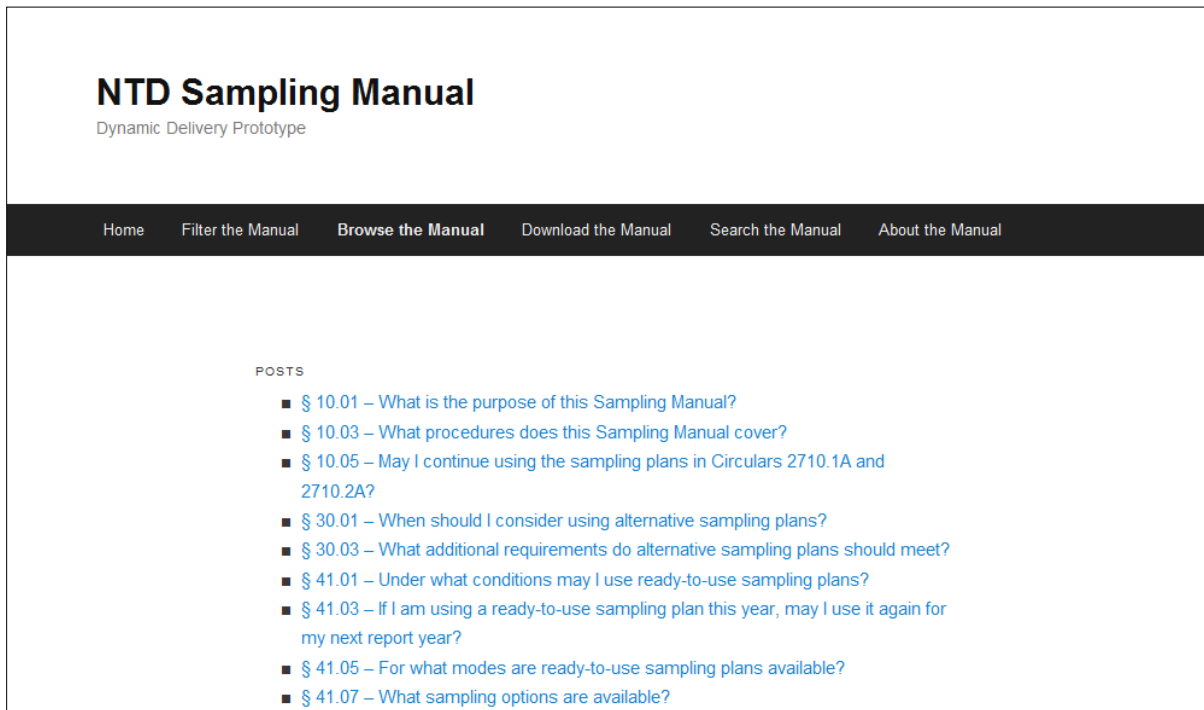 NTD Sampling Manual
Dynamic Delivery Prototype
Home Filter the Manual Browse the Manual Download the Manual Search the Manual About the Manual
POSTS
■ § 10.01 – What is the purpose of this Sampling Manual?
■ § 10.03 – What procedures does this Sampling Manual cover?
■ § 10.05 – May I continue using the sampling plans in Circulars 2710.1A and
2710.2A?
■ § 30.01 – When should I consider using alternative sampling plans?
■ § 30.03 – What additional requirements do alternative sampling plans should meet?
■ § 41.01 – Under what conditions may I use ready-to-use sampling plans?
■ § 41.03 – If I am using a ready-to-use sampling plan this year, may I use it again for
my next report year?
■ § 41.05 – For what modes are ready-to-use sampling plans available?
■ § 41.07 – What sampling options are available?